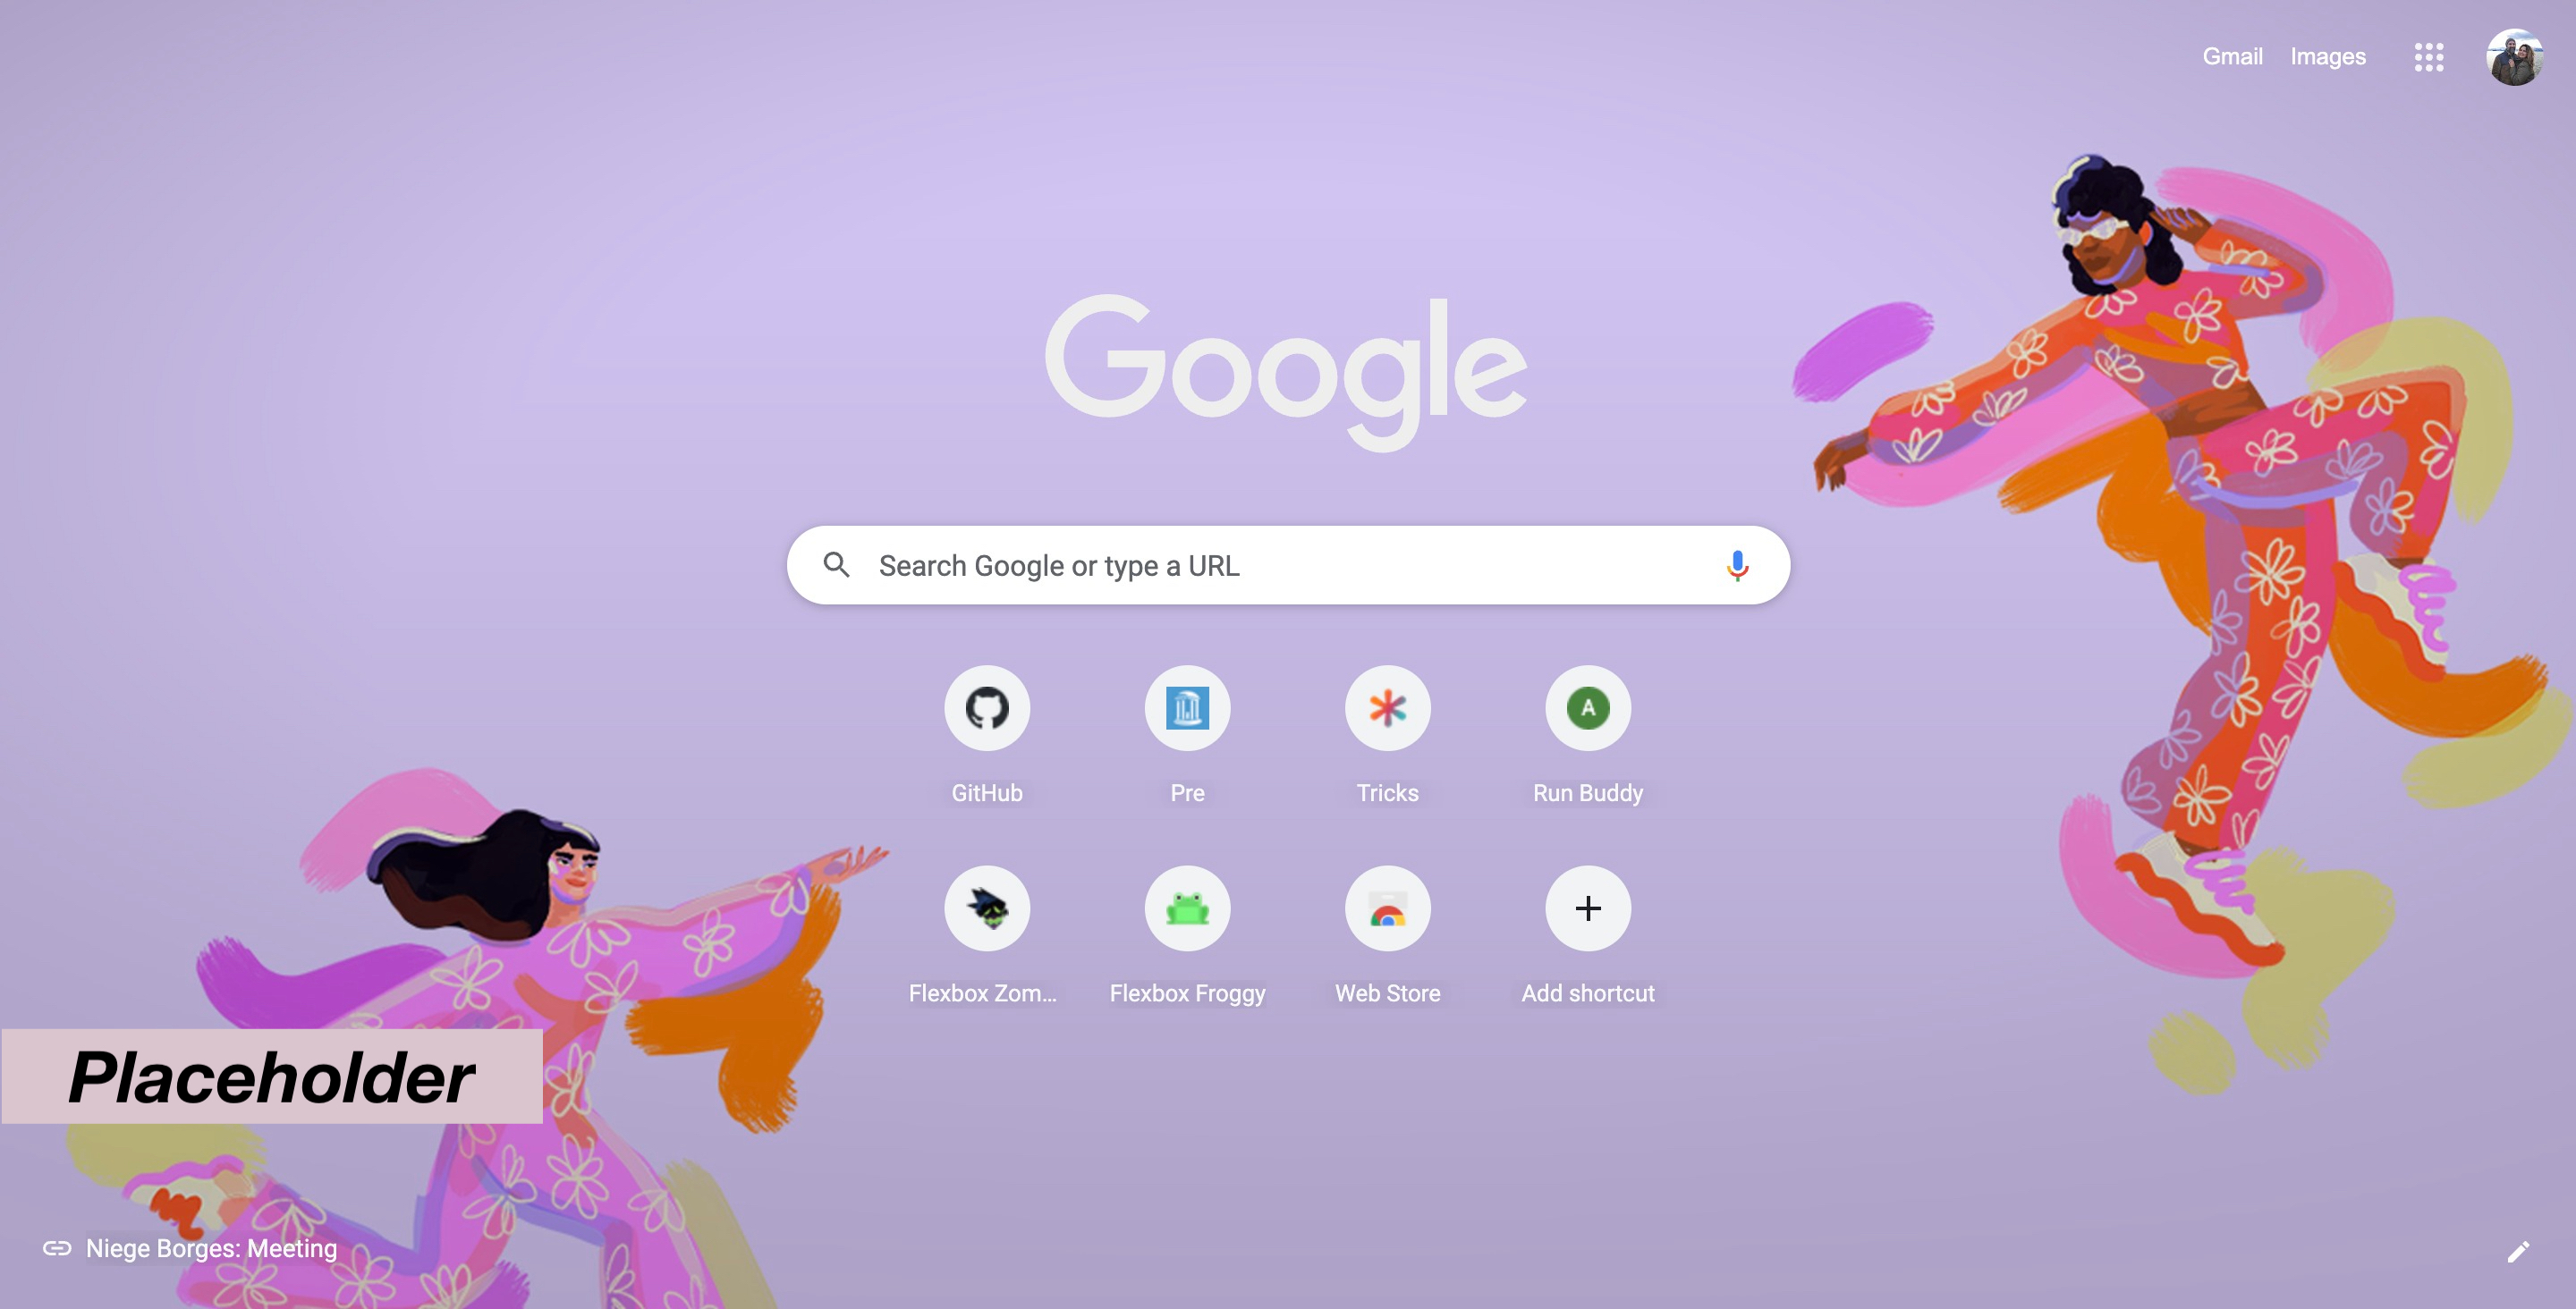 Gmail Images
Google
Search Google or type a URL
A
GitHub Pre Tricks Run Buddy
Flexbox Zom... Flexbox Froggy Web Store Add shortcut
Placeholder
Niege Borges: Meeting